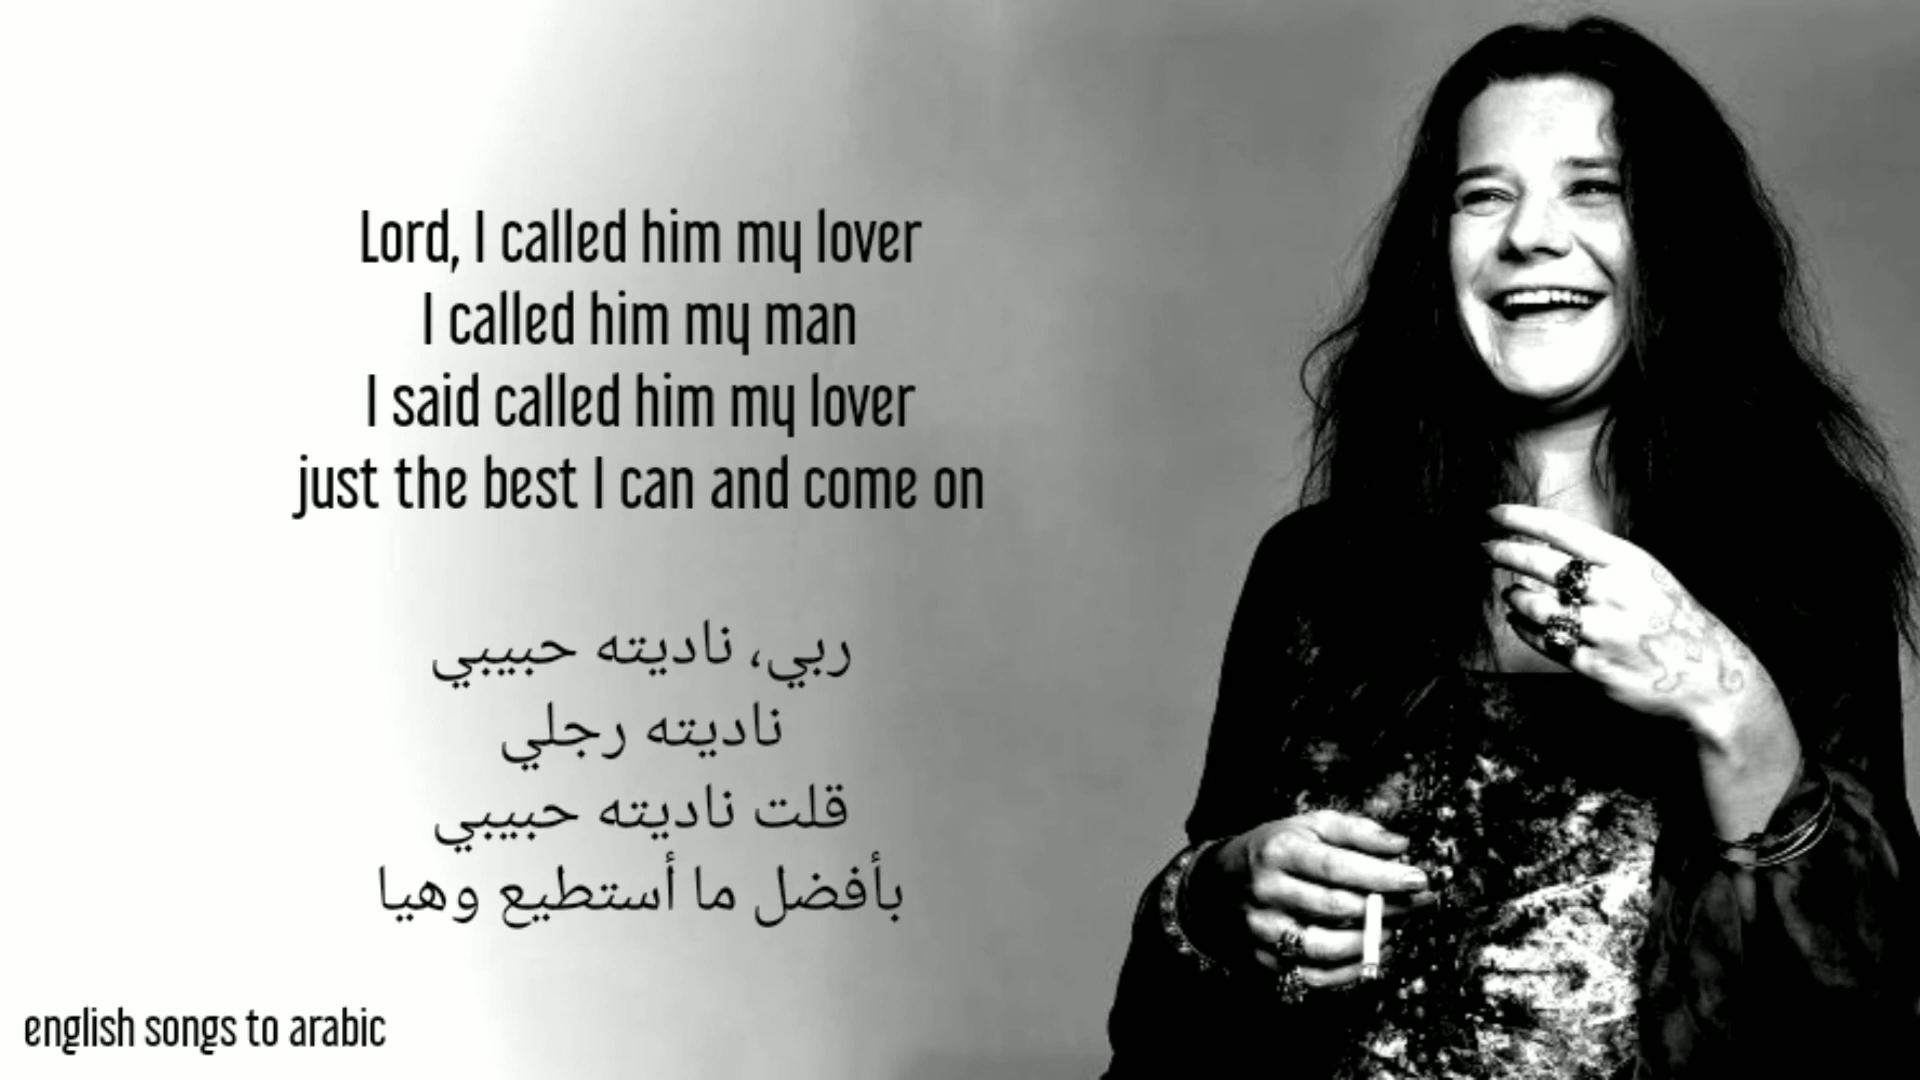 Lord, I called him my lover
I called him my man
I said called him my lover
just the best I can and come on
ربي، ناديته حبيبي
ناديته رجلي
قلت ناديته حبيبي
بأفضل ما أستطيع وهيا
english songs to arabic